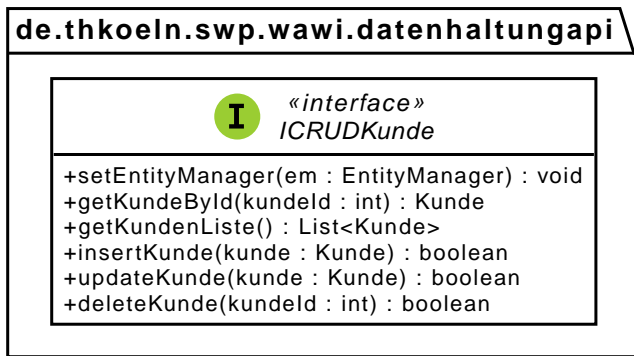 de.thkoeln.swp.wawi.datenhaltungapi
I
«interface»
ICRUDKunde
+setEntityManager(em : EntityManager) : void
+getKundeById(kundeId : int) : Kunde
+getKundenListe() : List<Kunde>
+insertKunde(kunde : Kunde) : boolean
+updateKunde(kunde : Kunde) : boolean
+deleteKunde(kundeId : int) : boolean